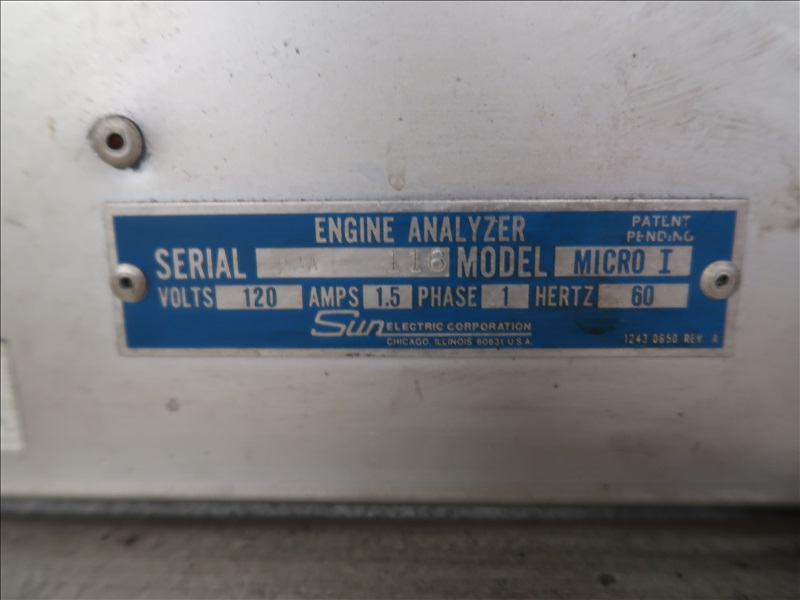 ENGINE ANALYZER
PATENT
PENDING
SERIAL 116 MODEL MICRO I
VOLTS 120 AMPS 1.5 PHASE 1 HERTZ 60
Sun ELECTRIC CORPORATION
CHICAGO, ILLINOIS 60631 U.S.A.
1243 0650 REV. A